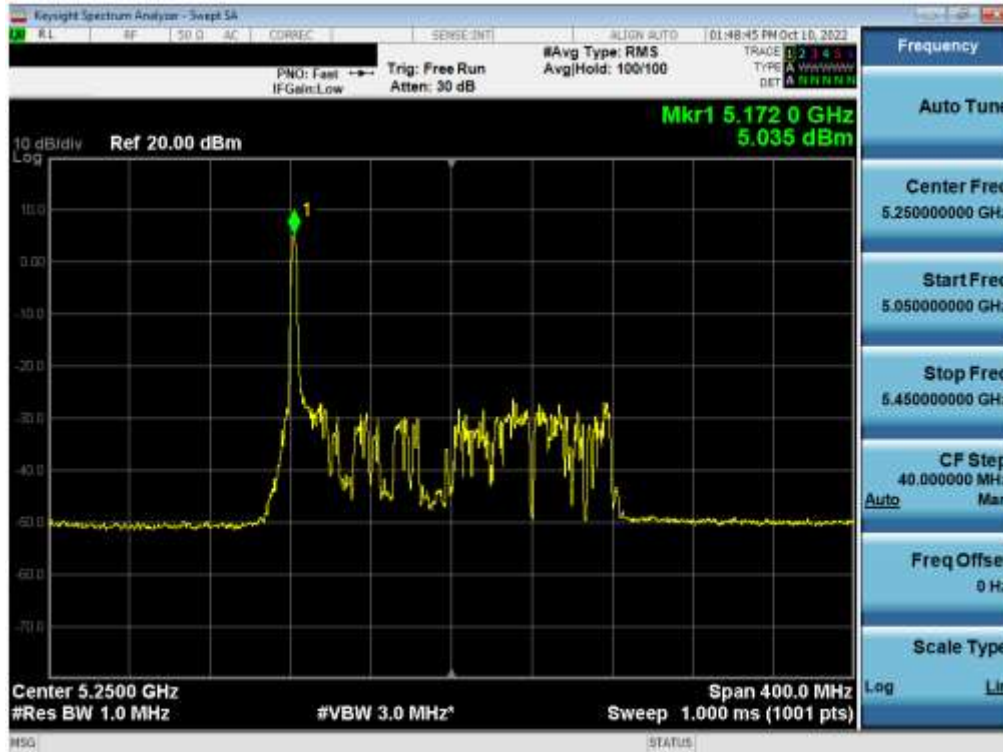 Keysight Spectrum Analyzer - Swept SA
RL RF 50 Ω AC CORREC SENSE:INT ALIGN AUTO 01:48:45 PM Oct 10, 2022
PNO: Fast
IFGain:Low
Trig: Free Run
Atten: 30 dB
#Avg Type: RMS
Avg|Hold: 100/100
TRACE 1 2 3 4 5 6
TYPE A W W W W W
DET A N N N N N
Mkr1 5.172 0 GHz
5.035 dBm
10 dB/div Ref 20.00 dBm
Log
10.0
1
0.00
-10.0
-20.0
-30.0
-40.0
-50.0
-60.0
-70.0
Center 5.2500 GHz Span 400.0 MHz
#Res BW 1.0 MHz #VBW 3.0 MHz* Sweep 1.000 ms (1001 pts)
MSG STATUS
Frequency
Auto Tune
Center Freq
5.250000000 GHz
Start Freq
5.050000000 GHz
Stop Freq
5.450000000 GHz
CF Step
40.000000 MHz
Auto Man
Freq Offset
0 Hz
Scale Type
Log Lin